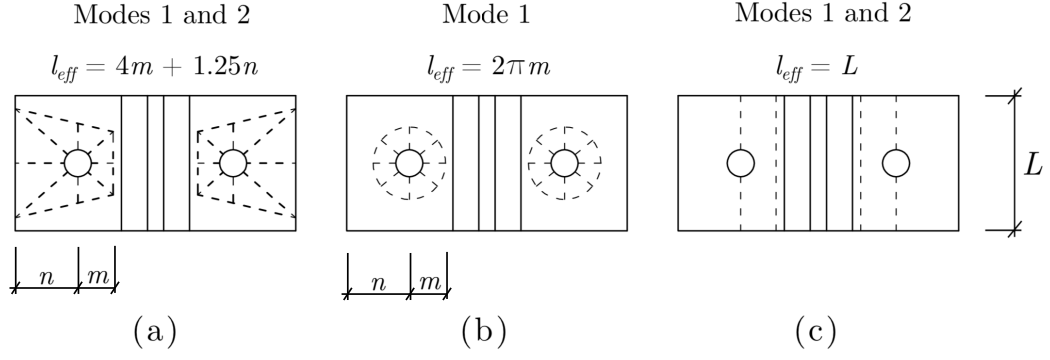 Modes 1 and 2
l_eff = 4m + 1.25n
n
m
(a)
Mode 1
l_eff = 2πm
n
m
(b)
Modes 1 and 2
l_eff = L
L
(c)